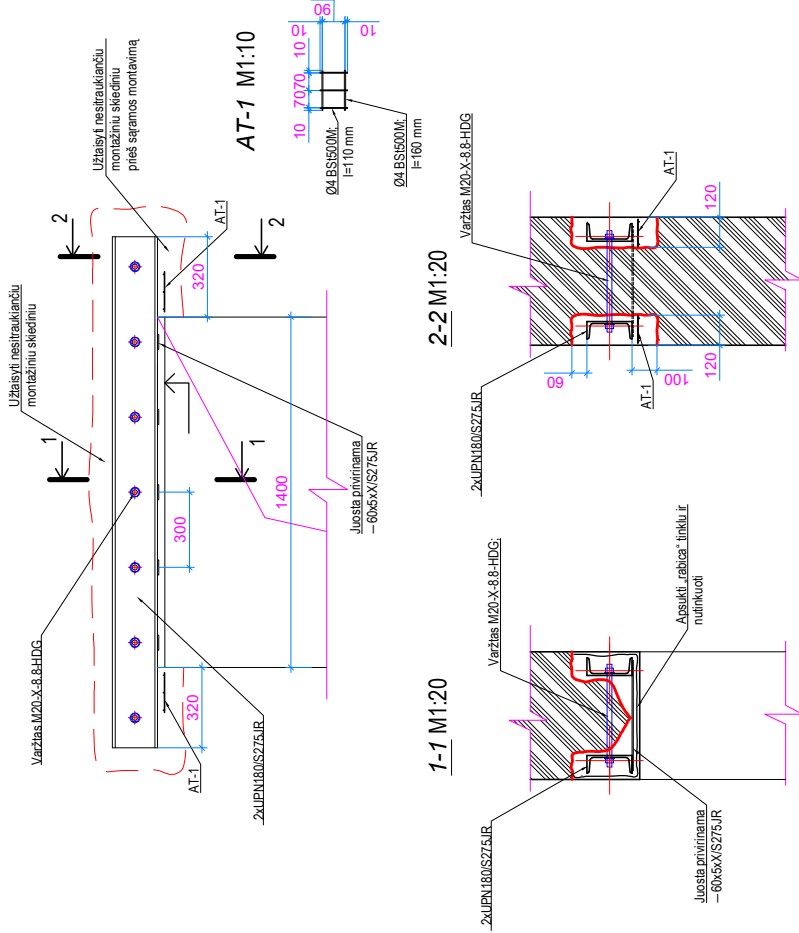 Užtaisyti nesitraukiančiu
montažiniu skiediniu
Užtaisyti nesitraukiančiu
montažiniu skiediniu
prieš sąramos montavimą
Varžtas M20-X-8.8-HDG
1
1
2
2
AT-1
AT-1
320
320
300
1400
2xUPN180/S275JR
Juosta privirinama
–60x5xX/S275JR
AT-1 M1:10
10
7070
10
10
90
10
Ø4 BSt500M;
l=110 mm
Ø4 BSt500M;
l=160 mm
1-1 M1:20
2xUPN180/S275JR
Varžtas M20-X-8.8-HDG;
Juosta privirinama
–60x5xX/S275JR
Apsukti „rabica“ tinklu ir
nutinkuoti
2-2 M1:20
2xUPN180/S275JR
Varžtas M20-X-8.8-HDG
60
100
120
120
AT-1
AT-1